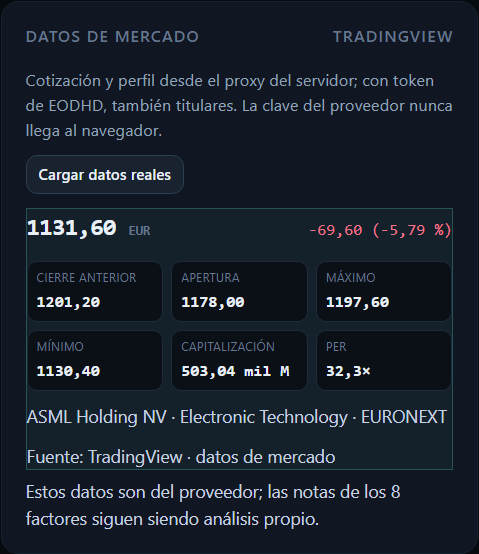 DATOS DE MERCADO TRADINGVIEW
Cotización y perfil desde el proxy del servidor; con token
de EODHD, también titulares. La clave del proveedor nunca
llega al navegador.
Cargar datos reales
1131,60 EUR -69,60 (-5,79 %)
CIERRE ANTERIOR APERTURA MÁXIMO
1201,20 1178,00 1197,60
MÍNIMO CAPITALIZACIÓN PER
1130,40 503,04 mil M 32,3×
ASML Holding NV · Electronic Technology · EURONEXT
Fuente: TradingView · datos de mercado
Estos datos son del proveedor; las notas de los 8
factores siguen siendo análisis propio.